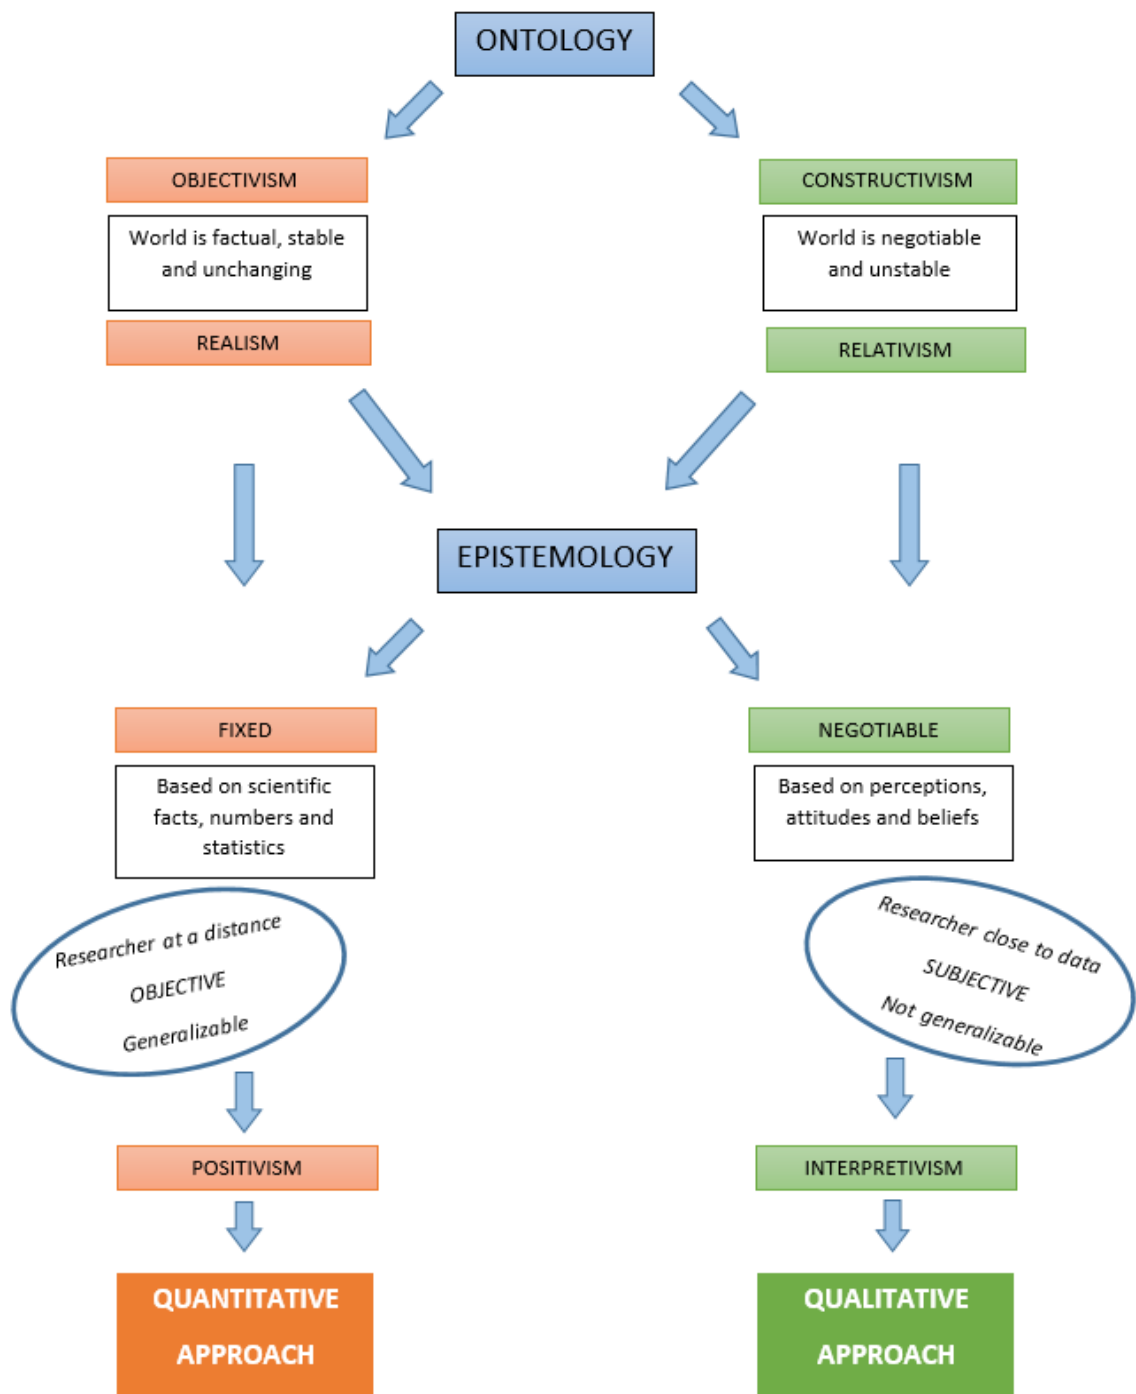 ONTOLOGY
OBJECTIVISM
CONSTRUCTIVISM
World is factual, stable
and unchanging
World is negotiable
and unstable
REALISM
RELATIVISM
EPISTEMOLOGY
FIXED
NEGOTIABLE
Based on scientific
facts, numbers and
statistics
Based on perceptions,
attitudes and beliefs
Researcher at a distance
OBJECTIVE
Generalizable
Researcher close to data
SUBJECTIVE
Not generalizable
POSITIVISM
INTERPRETIVISM
QUANTITATIVE
APPROACH
QUALITATIVE
APPROACH